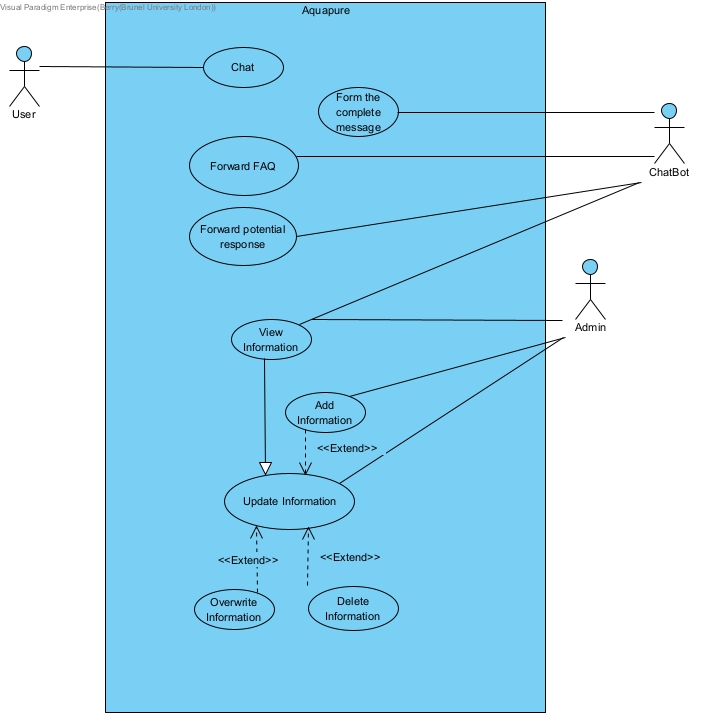 Visual Paradigm Enterprise(Berry(Brunel University London))
Aquapure
User
Chat
Form the
complete
message
ChatBot
Forward FAQ
Forward potential
response
Admin
View
Information
Add
Information
<<Extend>>
Update Information
<<Extend>>
<<Extend>>
Overwrite
Information
Delete
Information